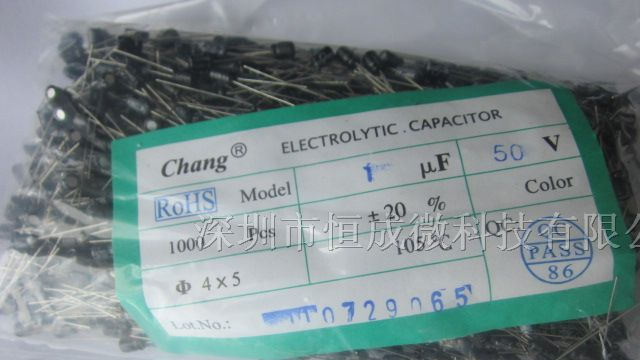 Chang® ELECTROLYTIC . CAPACITOR
RoHS Model 1 μF 50 V
1000 Pcs ±20 % Color
Φ 4×5 105℃ QC:
QC PASS 86
Lot.No.: 0729065
深圳市恒成微科技有限